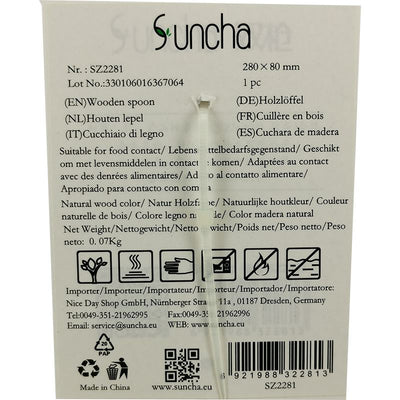 Suncha
Nr. : SZ2281 280×80 mm
Lot No.:330106016367064 1 pc
(EN)Wooden spoon (DE)Holzlöffel
(NL)Houten lepel (FR)Cuillère en bois
(IT)Cucchiaio di legno (ES)Cuchara de madera
Suitable for food contact/ Lebensmittelbedarfsgegenstand/ Geschikt
om met levensmiddelen in contact te komen/ Adaptées au contact
avec des denrées alimentaires/ Adatto al contatto alimentare/
Apropiado para contacto con comida
Natural wood color/ Natur Holzfarbe/ Natuurlijke houtkleur/ Couleur
naturelle de bois/ Colore legno naturale/ Color madera natural
Net Weight/ Nettogewicht/ Nettogewicht/Poids net/ Peso netto/ Peso
neto: 0. 07Kg
Importer/Importeur/Importateur/Importateur/Importatore:
Nice Day Shop GmbH, Nürnberger Straße 11a , 01187 Dresden, Germany
Tel:0049-351-21962995 Fax:0049-351-21962996
Email: service@suncha.eu WEB: www.suncha.eu
PAP
Made in China
www.suncha.eu
6 921988 322813
SZ2281